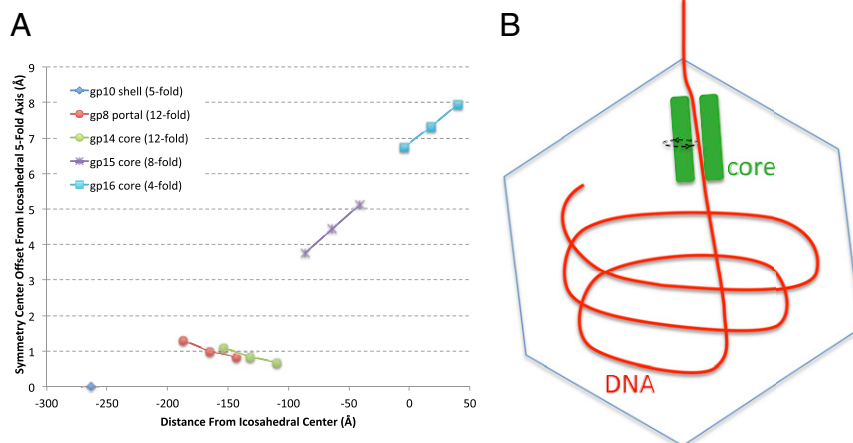 A
B
Symmetry Center Offset From Icosahedral 5-Fold Axis (Å)
9
8
7
6
5
4
3
2
1
0
gp10 shell (5-fold)
gp8 portal (12-fold)
gp14 core (12-fold)
gp15 core (8-fold)
gp16 core (4-fold)
-300 -250 -200 -150 -100 -50 0 50
Distance From Icosahedral Center (Å)
core
DNA